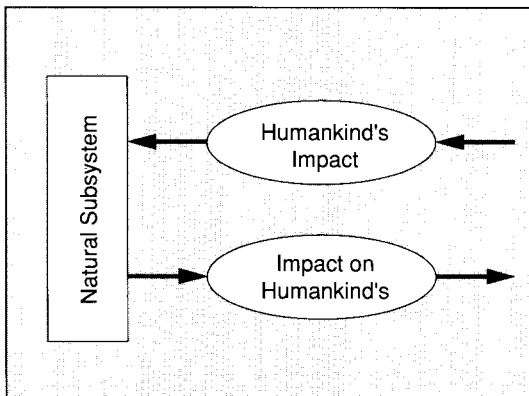 Natural Subsystem
Humankind's
Impact
Impact on
Humankind's